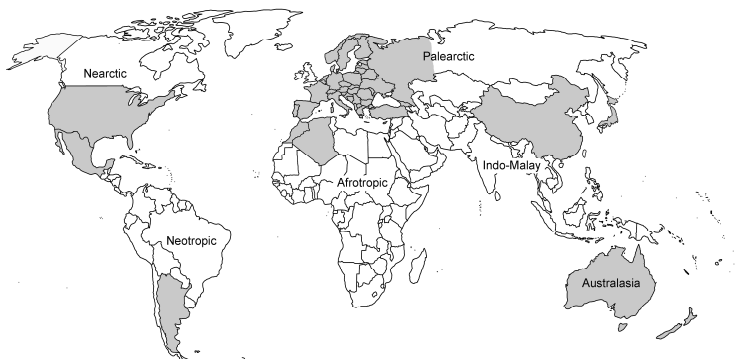 Palearctic
Nearctic
Indo-Malay
Afrotropic
Neotropic
Australasia